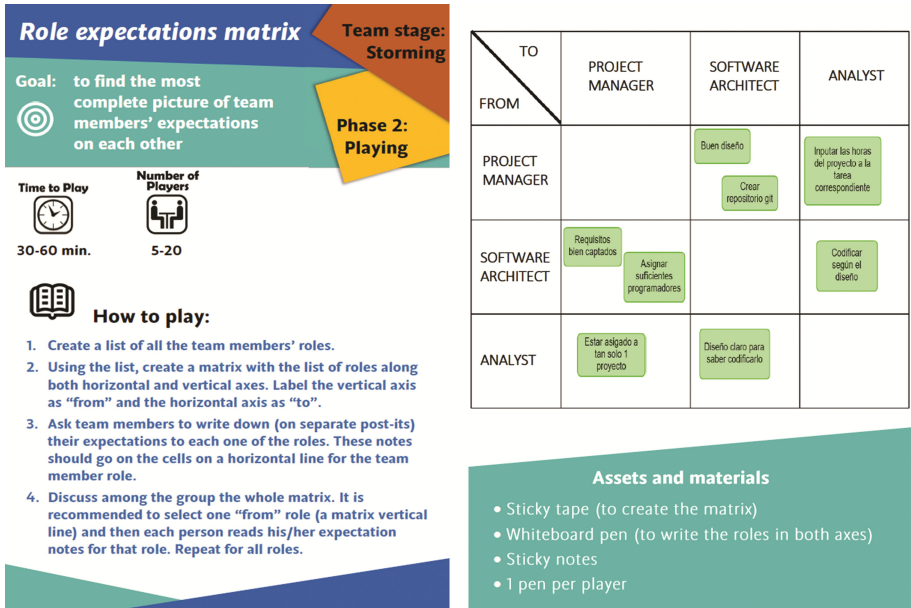 Role expectations matrix
Team stage:
Storming
Goal:
to find the most
complete picture of team
members’ expectations
on each other
Phase 2:
Playing
Time to Play
30-60 min.
Number of
Players
5-20
How to play:
1. Create a list of all the team members’ roles.
2. Using the list, create a matrix with the list of roles along
both horizontal and vertical axes. Label the vertical axis
as “from” and the horizontal axis as “to”.
3. Ask team members to write down (on separate post-its)
their expectations to each one of the roles. These notes
should go on the cells on a horizontal line for the team
member role.
4. Discuss among the group the whole matrix. It is
recommended to select one “from” role (a matrix vertical
line) and then each person reads his/her expectation
notes for that role. Repeat for all roles.
TO
FROM
PROJECT
MANAGER
SOFTWARE
ARCHITECT
ANALYST
PROJECT
MANAGER
Buen diseño
Crear
repositorio git
Inputar las horas
del proyecto a la
tarea
correspondiente
SOFTWARE
ARCHITECT
Requisitos
bien captados
Asignar
suficientes
programadores
Codificar
según el
diseño
ANALYST
Estar asigado a
tan solo 1
proyecto
Diseño claro para
saber codificarlo
Assets and materials
• Sticky tape (to create the matrix)
• Whiteboard pen (to write the roles in both axes)
• Sticky notes
• 1 pen per player